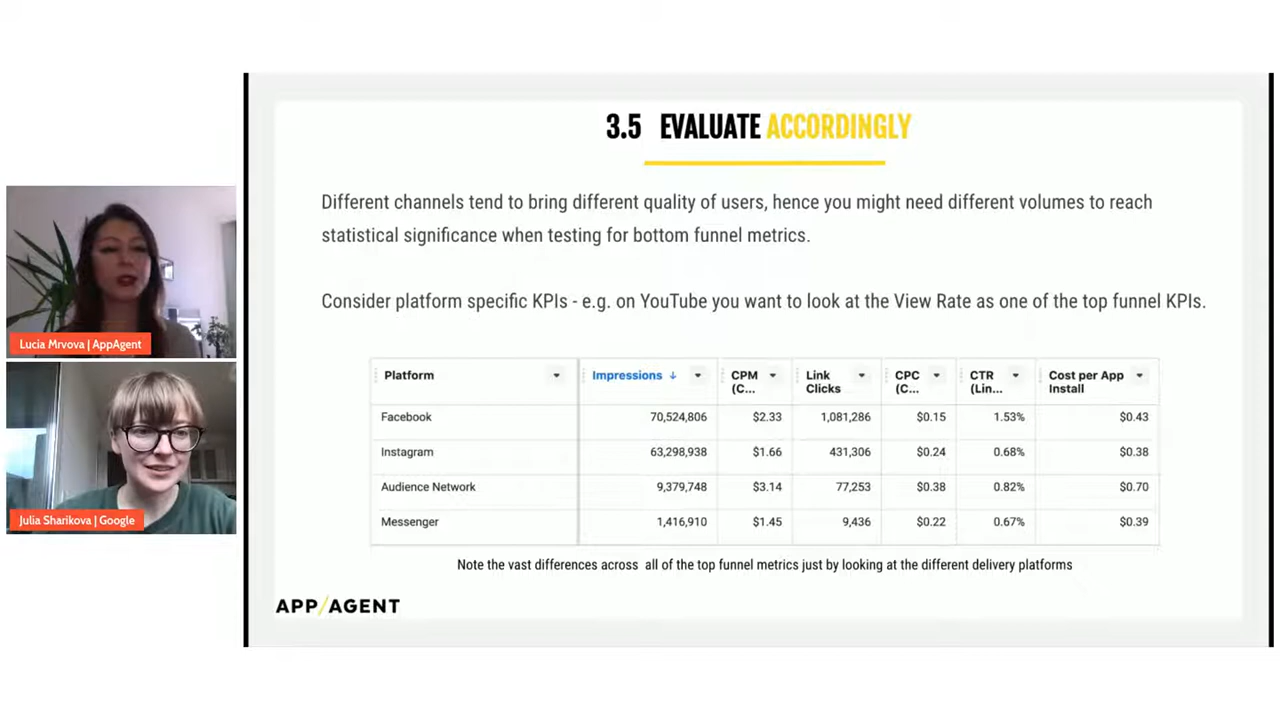 3.5 EVALUATE ACCORDINGLY
Different channels tend to bring different quality of users, hence you might need different volumes to reach
statistical significance when testing for bottom funnel metrics.
Consider platform specific KPIs - e.g. on YouTube you want to look at the View Rate as one of the top funnel KPIs.
Platform Impressions ↓ CPM (C... Link Clicks CPC (C... CTR (Lin... Cost per App Install
Facebook 70,524,806 $2.33 1,081,286 $0.15 1.53% $0.43
Instagram 63,298,938 $1.66 431,306 $0.24 0.68% $0.38
Audience Network 9,379,748 $3.14 77,253 $0.38 0.82% $0.70
Messenger 1,416,910 $1.45 9,436 $0.22 0.67% $0.39
Note the vast differences across all of the top funnel metrics just by looking at the different delivery platforms
APP/AGENT
Lucia Mrvova | AppAgent
Julia Sharikova | Google